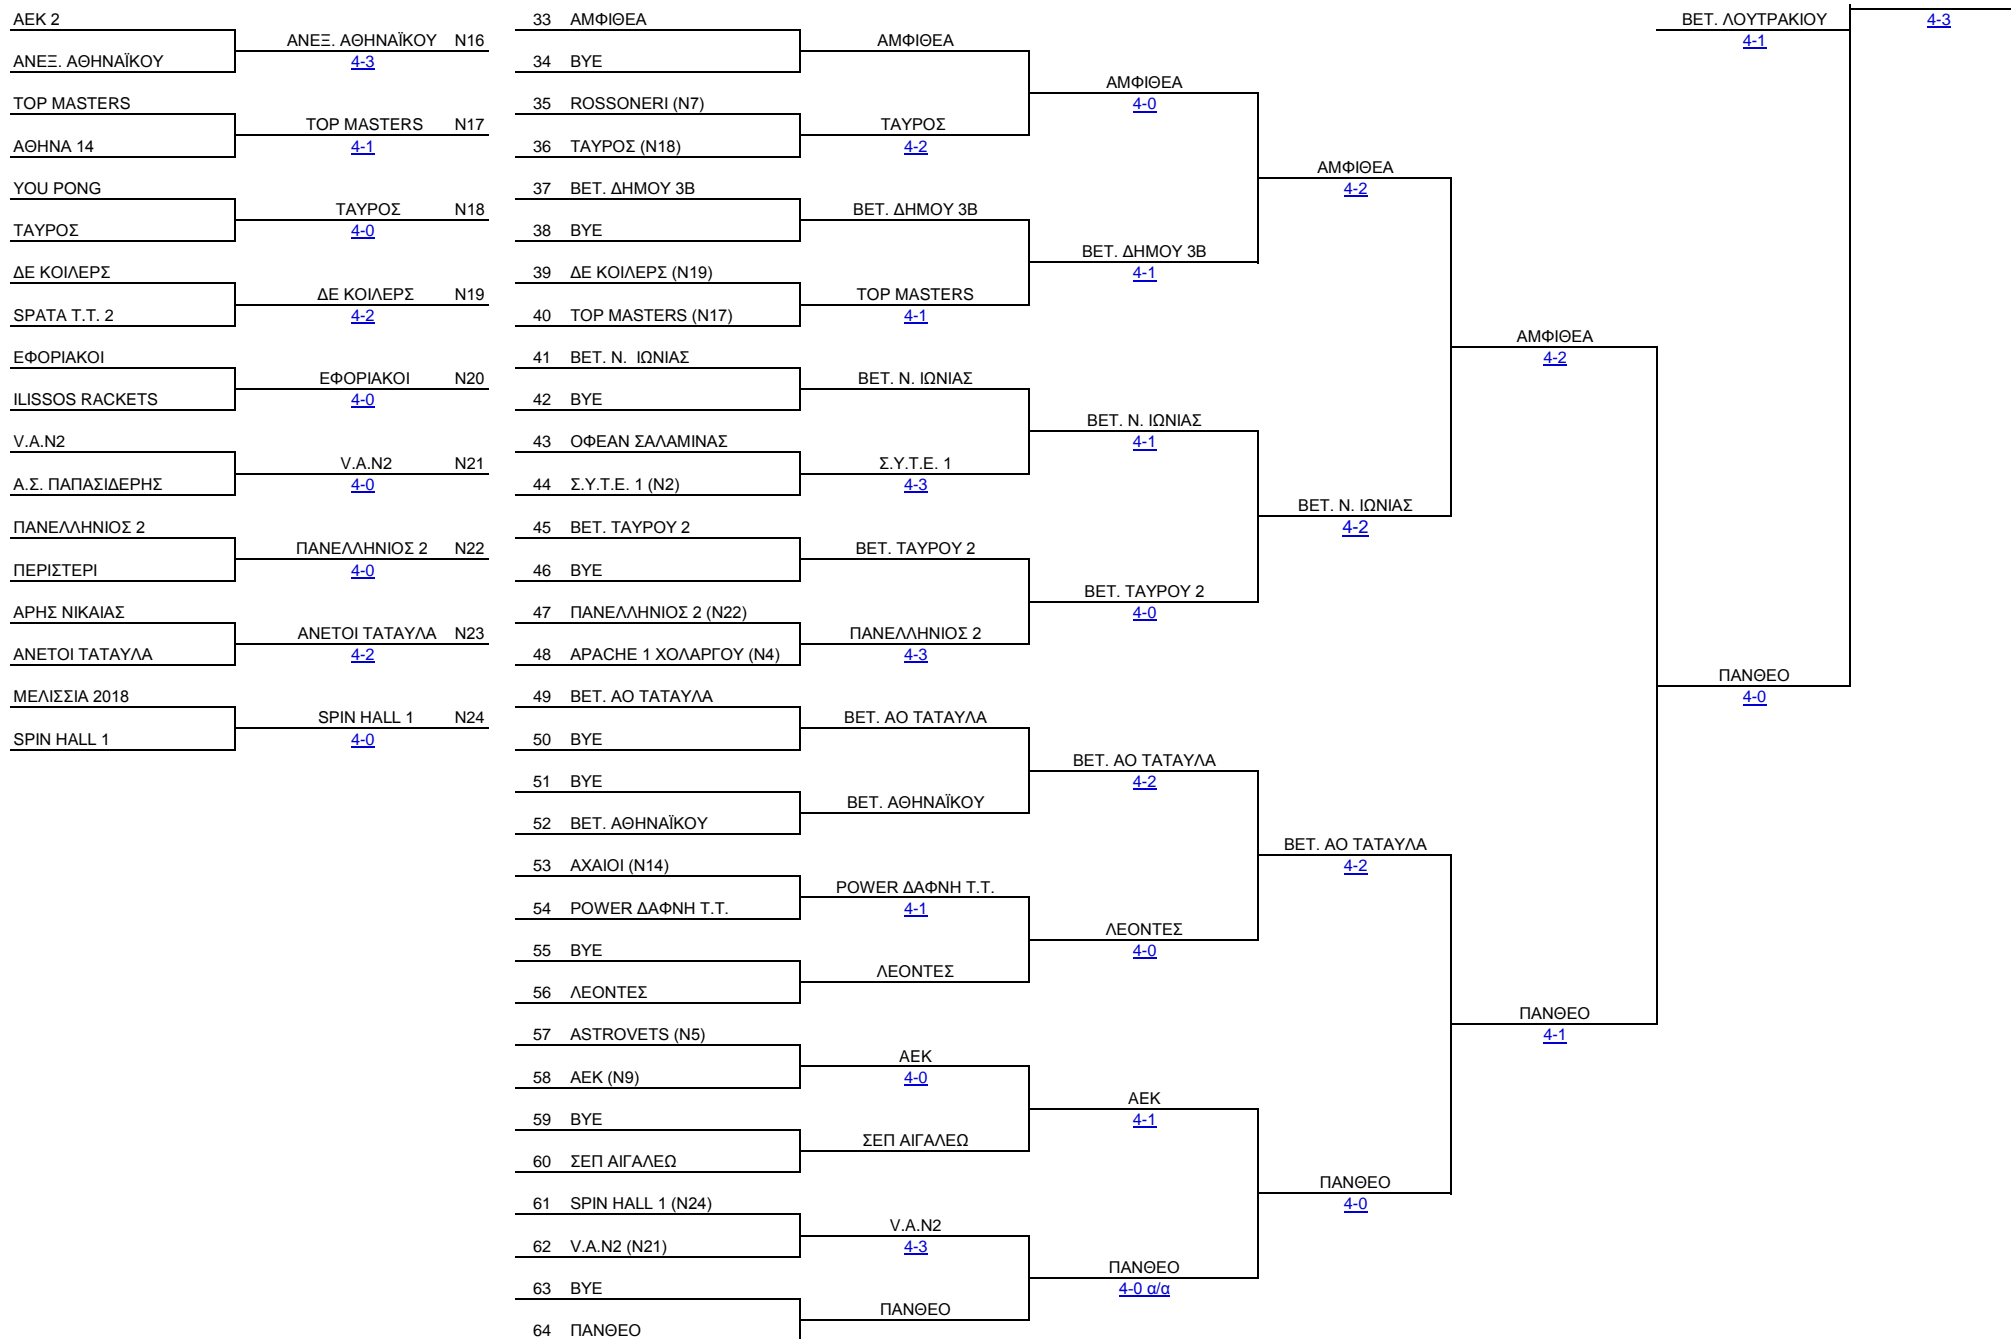 ΑΕΚ 2
ΑΝΕΞ. ΑΘΗΝΑΪΚΟΥ N16
4-3
ΑΝΕΞ. ΑΘΗΝΑΪΚΟΥ
TOP MASTERS
TOP MASTERS N17
4-1
ΑΘΗΝΑ 14
YOU PONG
ΤΑΥΡΟΣ N18
4-0
ΤΑΥΡΟΣ
ΔΕ ΚΟΙΛΕΡΣ
ΔΕ ΚΟΙΛΕΡΣ N19
4-2
SPATA T.T. 2
ΕΦΟΡΙΑΚΟΙ
ΕΦΟΡΙΑΚΟΙ N20
4-0
ILISSOS RACKETS
V.A.N2
V.A.N2 N21
4-0
Α.Σ. ΠΑΠΑΣΙΔΕΡΗΣ
ΠΑΝΕΛΛΗΝΙΟΣ 2
ΠΑΝΕΛΛΗΝΙΟΣ 2 N22
4-0
ΠΕΡΙΣΤΕΡΙ
ΑΡΗΣ ΝΙΚΑΙΑΣ
ΑΝΕΤΟΙ ΤΑΤΑΥΛΑ N23
4-2
ΑΝΕΤΟΙ ΤΑΤΑΥΛΑ
ΜΕΛΙΣΣΙΑ 2018
SPIN HALL 1 N24
4-0
SPIN HALL 1
33 ΑΜΦΙΘΕΑ
34 BYE
35 ROSSONERI (N7)
36 ΤΑΥΡΟΣ (N18)
37 ΒΕΤ. ΔΗΜΟΥ 3Β
38 BYE
39 ΔΕ ΚΟΙΛΕΡΣ (N19)
40 TOP MASTERS (N17)
41 ΒΕΤ. Ν. ΙΩΝΙΑΣ
42 BYE
43 ΟΦΕΑΝ ΣΑΛΑΜΙΝΑΣ
44 Σ.Υ.Τ.Ε. 1 (N2)
45 ΒΕΤ. ΤΑΥΡΟΥ 2
46 BYE
47 ΠΑΝΕΛΛΗΝΙΟΣ 2 (N22)
48 APACHE 1 ΧΟΛΑΡΓΟΥ (N4)
49 ΒΕΤ. ΑΟ ΤΑΤΑΥΛΑ
50 BYE
51 BYE
52 ΒΕΤ. ΑΘΗΝΑΪΚΟΥ
53 ΑΧΑΙΟΙ (N14)
54 POWER ΔΑΦΝΗ Τ.Τ.
55 BYE
56 ΛΕΟΝΤΕΣ
57 ASTROVETS (N5)
58 ΑΕΚ (N9)
59 BYE
60 ΣΕΠ ΑΙΓΑΛΕΩ
61 SPIN HALL 1 (N24)
62 V.A.N2 (N21)
63 BYE
64 ΠΑΝΘΕΟ
ΑΜΦΙΘΕΑ
ΤΑΥΡΟΣ
4-2
ΒΕΤ. ΔΗΜΟΥ 3Β
TOP MASTERS
4-1
ΒΕΤ. Ν. ΙΩΝΙΑΣ
Σ.Υ.Τ.Ε. 1
4-3
ΒΕΤ. ΤΑΥΡΟΥ 2
ΠΑΝΕΛΛΗΝΙΟΣ 2
4-3
ΒΕΤ. ΑΟ ΤΑΤΑΥΛΑ
ΒΕΤ. ΑΘΗΝΑΪΚΟΥ
POWER ΔΑΦΝΗ Τ.Τ.
4-1
ΛΕΟΝΤΕΣ
ΑΕΚ
4-0
ΣΕΠ ΑΙΓΑΛΕΩ
V.A.N2
4-3
ΠΑΝΘΕΟ
ΑΜΦΙΘΕΑ
4-0
ΒΕΤ. ΔΗΜΟΥ 3Β
4-1
ΒΕΤ. Ν. ΙΩΝΙΑΣ
4-1
ΒΕΤ. ΤΑΥΡΟΥ 2
4-0
ΒΕΤ. ΑΟ ΤΑΤΑΥΛΑ
4-2
ΛΕΟΝΤΕΣ
4-0
ΑΕΚ
4-1
ΠΑΝΘΕΟ
4-0 α/α
ΑΜΦΙΘΕΑ
4-2
ΒΕΤ. Ν. ΙΩΝΙΑΣ
4-2
ΒΕΤ. ΑΟ ΤΑΤΑΥΛΑ
4-2
ΠΑΝΘΕΟ
4-0
ΑΜΦΙΘΕΑ
4-2
ΠΑΝΘΕΟ
4-1
ΒΕΤ. ΛΟΥΤΡΑΚΙΟΥ
4-1
ΠΑΝΘΕΟ
4-0
4-3